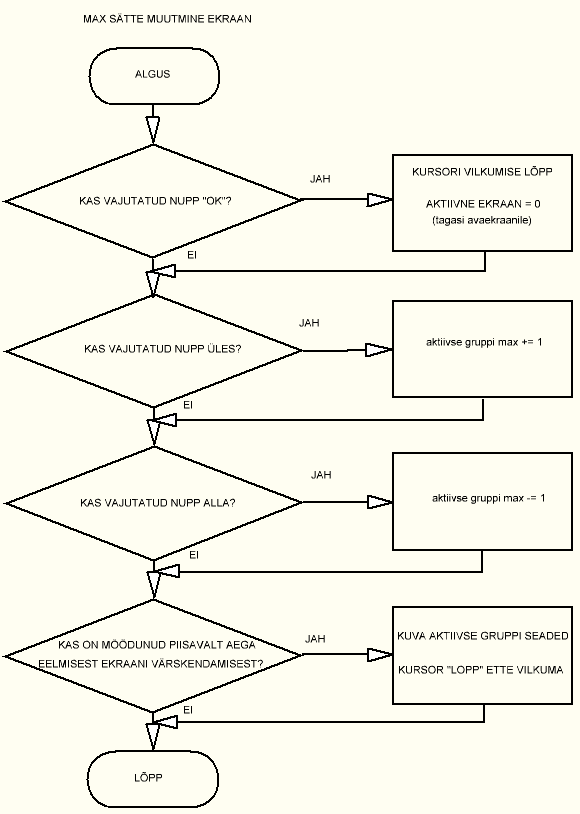 MAX SÄTTE MUUTMINE EKRAAN
ALGUS
KAS VAJUTATUD NUPP "OK"?
JAH
KURSORI VILKUMISE LÕPP
AKTIIVNE EKRAAN = 0
(tagasi avaekraanile)
EI
KAS VAJUTATUD NUPP ÜLES?
JAH
aktiivse gruppi max += 1
EI
KAS VAJUTATUD NUPP ALLA?
JAH
aktiivse gruppi max -= 1
EI
KAS ON MÖÖDUNUD PIISAVALT AEGA
EELMISEST EKRAANI VÄRSKENDAMISEST?
JAH
KUVA AKTIIVSE GRUPPI SEADED
KURSOR "LOPP" ETTE VILKUMA
EI
LÕPP